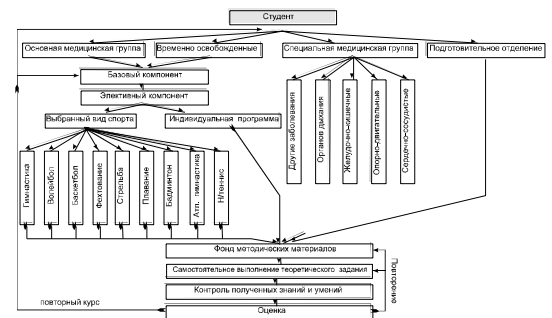 Студент
Основная медицинская группа
Временно освобожденные
Специальная медицинская группа
Подготовительное отделение
Базовый компонент
Элективный компонент
Выбранный вид спорта
Индивидуальная программа
Гимнастика
Волейбол
Баскетбол
Фехтование
Стрельба
Плавание
Бадминтон
Атл. гимнастика
Н/теннис
Другие заболевания
Органов дыхания
Желудочно-кишечные
Опорно-двигательные
Сердечно-сосудистые
Фонд методических материалов
Самостоятельное выполнение теоретического задания
Контроль полученных знаний и умений
Оценка
Повторение
повторный курс